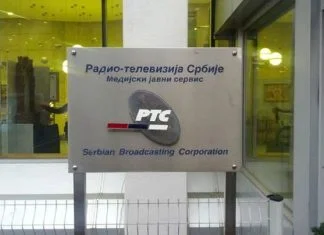 Радио-телевизија Србије
Медијски јавни сервис
РТС
Serbian Broadcasting Corporation